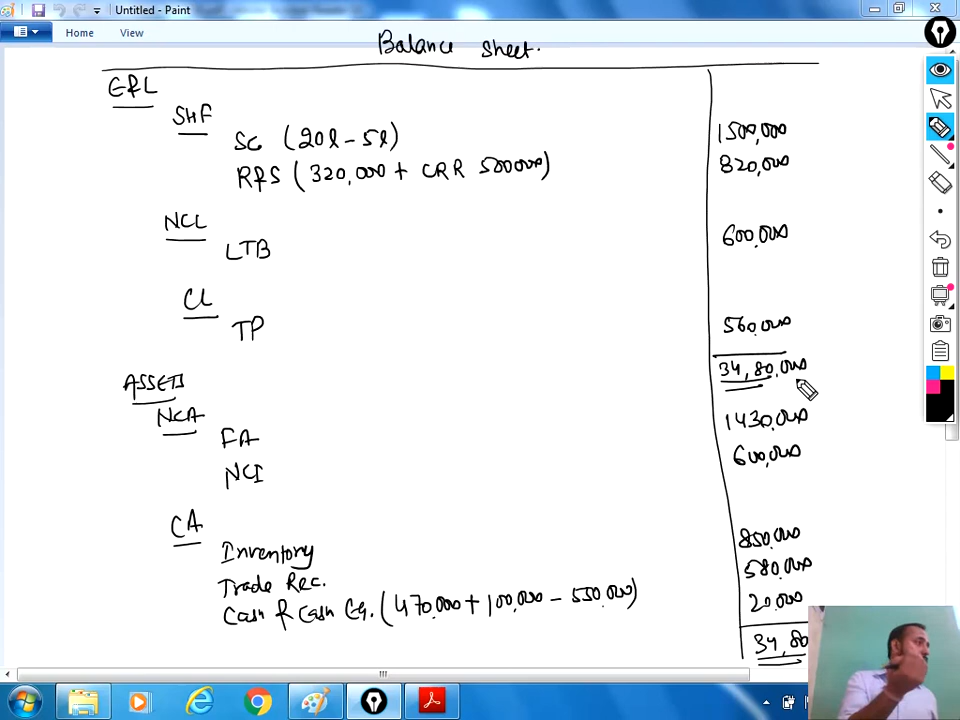 Untitled - Paint
Home View
Balance Sheet.
E&L
SHF
SC (20l - 5l) 1500,000
R&S (320,000 + CRR 500000) 820,000
NCL
LTB 600,000
CL
TP 560,000
34,80,000
ASSETS
NCA 1430,000
FA
NCI 600,000
CA
Inventory 850,000
Trade Rec. 580,000
Cash & Cash Eq. (470,000 + 100,000 - 550,000) 20,000
34,80